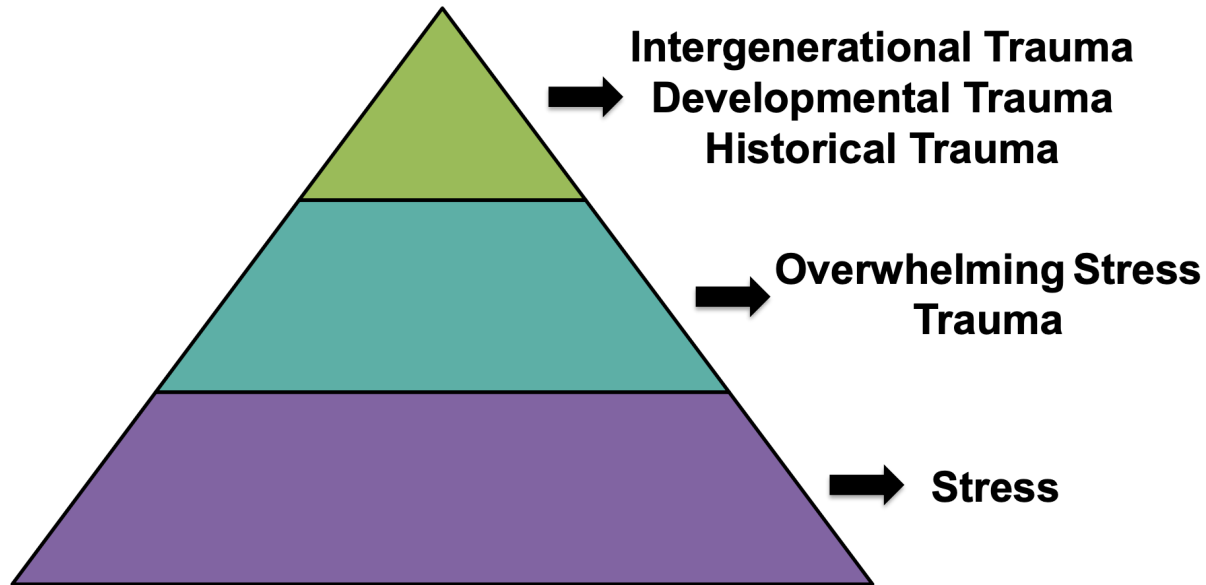 Intergenerational Trauma
Developmental Trauma
Historical Trauma
Overwhelming Stress
Trauma
Stress